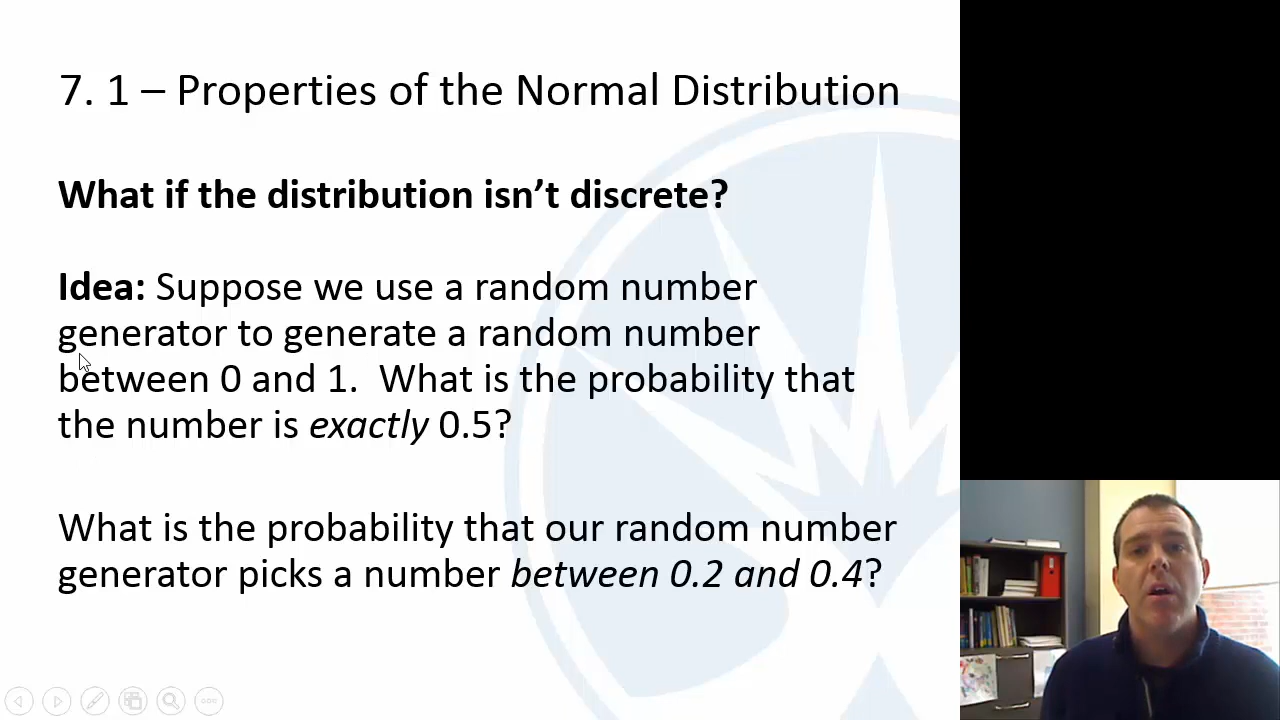 7. 1 – Properties of the Normal Distribution
What if the distribution isn’t discrete?
Idea: Suppose we use a random number
generator to generate a random number
between 0 and 1.  What is the probability that
the number is exactly 0.5?
What is the probability that our random number
generator picks a number between 0.2 and 0.4?